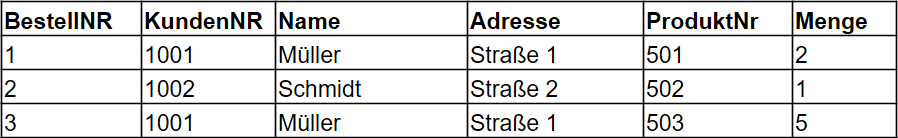 BestellNR KundenNR Name Adresse ProduktNr Menge
1 1001 Müller Straße 1 501 2
2 1002 Schmidt Straße 2 502 1
3 1001 Müller Straße 1 503 5